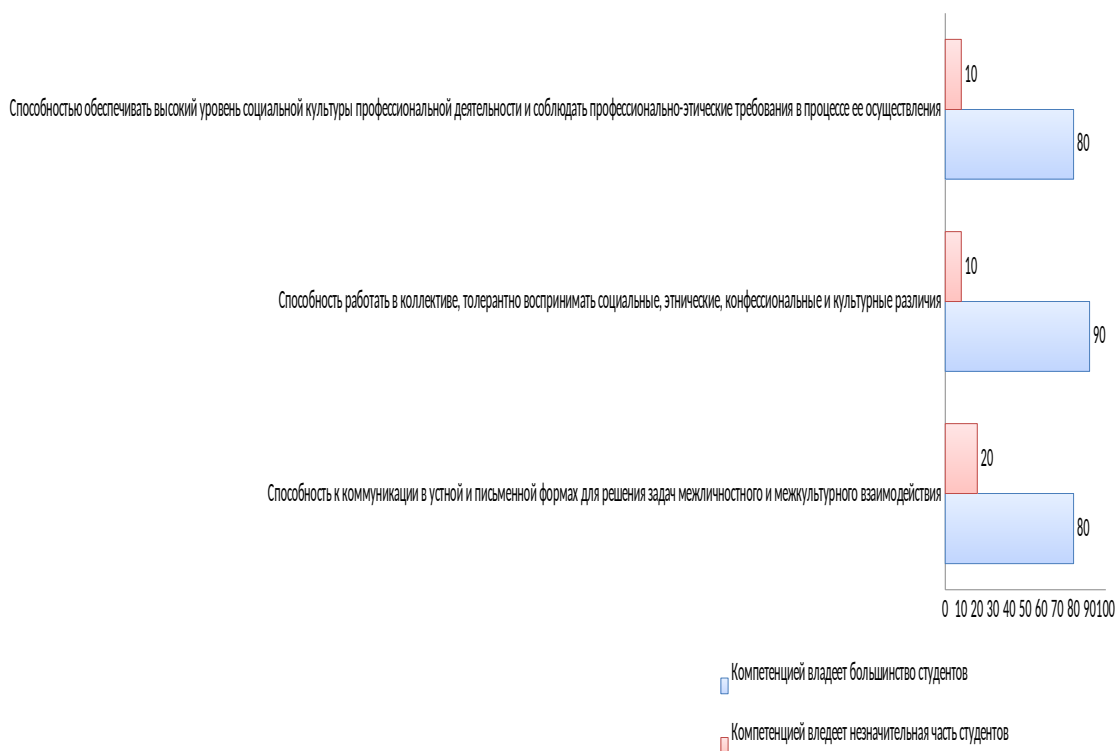 10
Способностью обеспечивать высокий уровень социальной культуры профессиональной деятельности и соблюдать профессионально-этические требования в процессе ее осуществления
80
10
Способность работать в коллективе, толерантно воспринимать социальные, этнические, конфессиональные и культурные различия
90
20
Способность к коммуникации в устной и письменной формах для решения задач межличностного и межкультурного взаимодействия
80
0 10 20 30 40 50 60 70 80 90 100
Компетенцией владеет большинство студентов
Компетенцией вледеет незначительная часть студентов